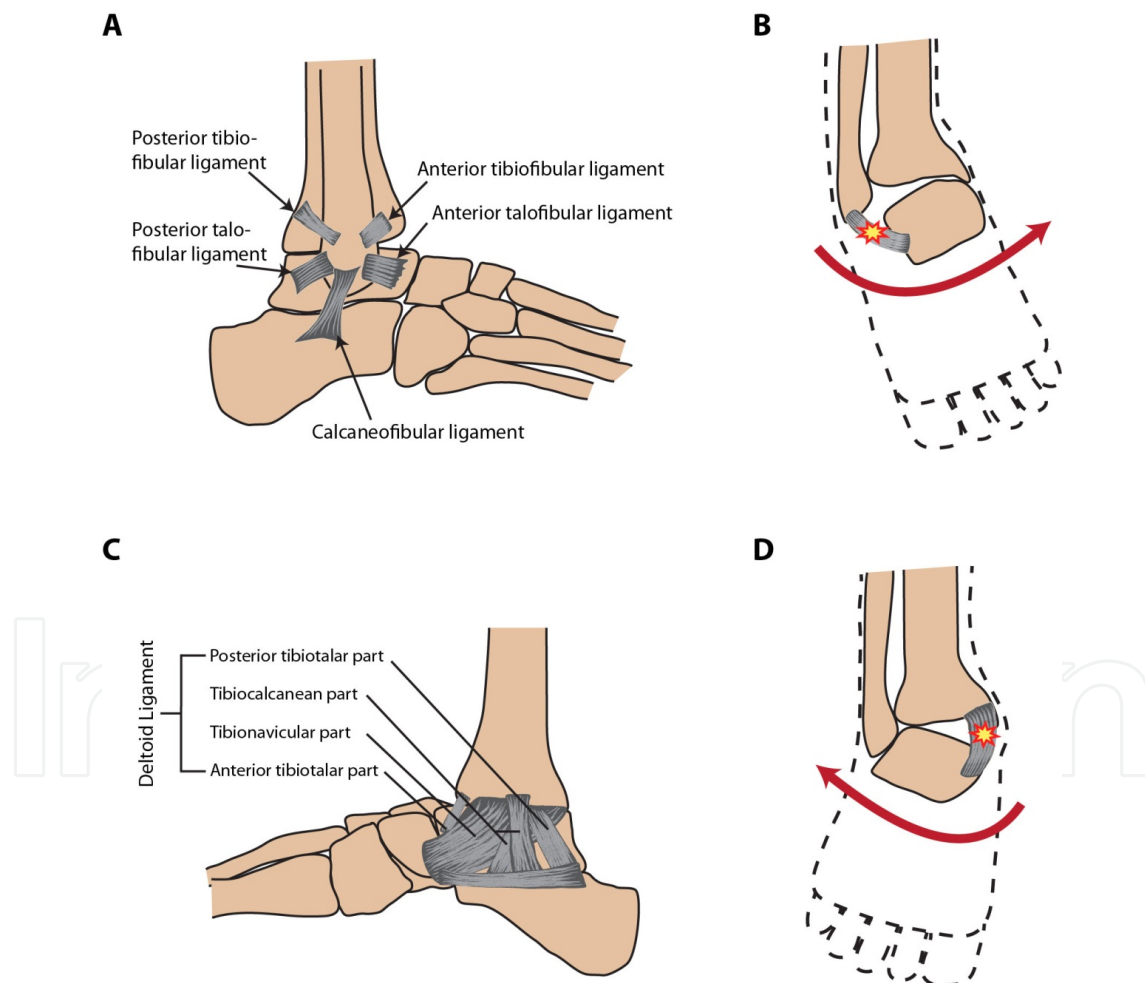 A
B
Posterior tibio-
fibular ligament
Anterior tibiofibular ligament
Anterior talofibular ligament
Posterior talo-
fibular ligament
Calcaneofibular ligament
C
D
Deltoid Ligament
Posterior tibiotalar part
Tibiocalcanean part
Tibionavicular part
Anterior tibiotalar part